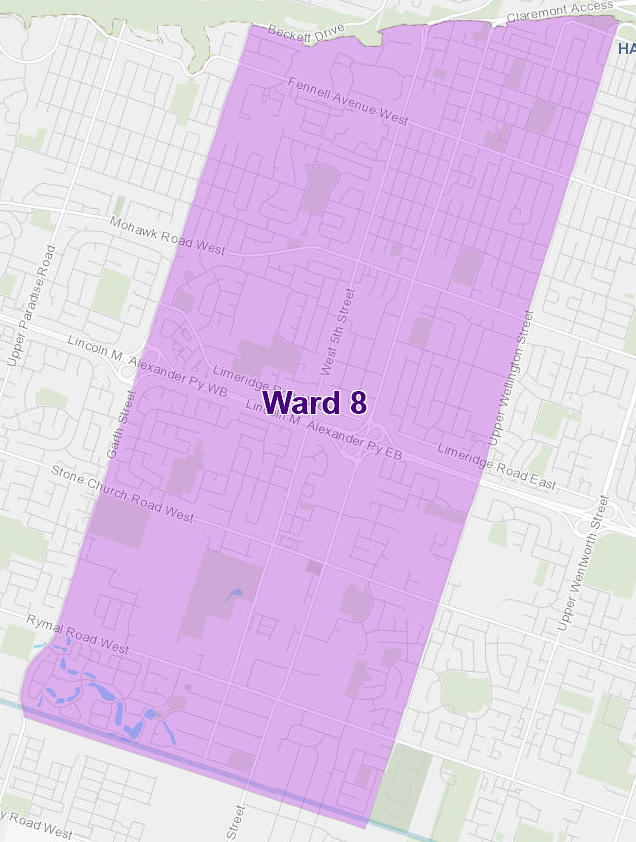 Claremont Access
Beckett Drive
HA
Fennell Avenue West
Mohawk Road West
Upper Paradise Road
West 5th Street
Upper Wellington Street
Lincoln M. Alexander Py WB
Limeridge R
Ward 8
Lincoln M. Alexander Py EB
Garth Street
Limeridge Road East
Stone Church Road West
Upper Wentworth Street
Rymal Road West
Street
y Road West